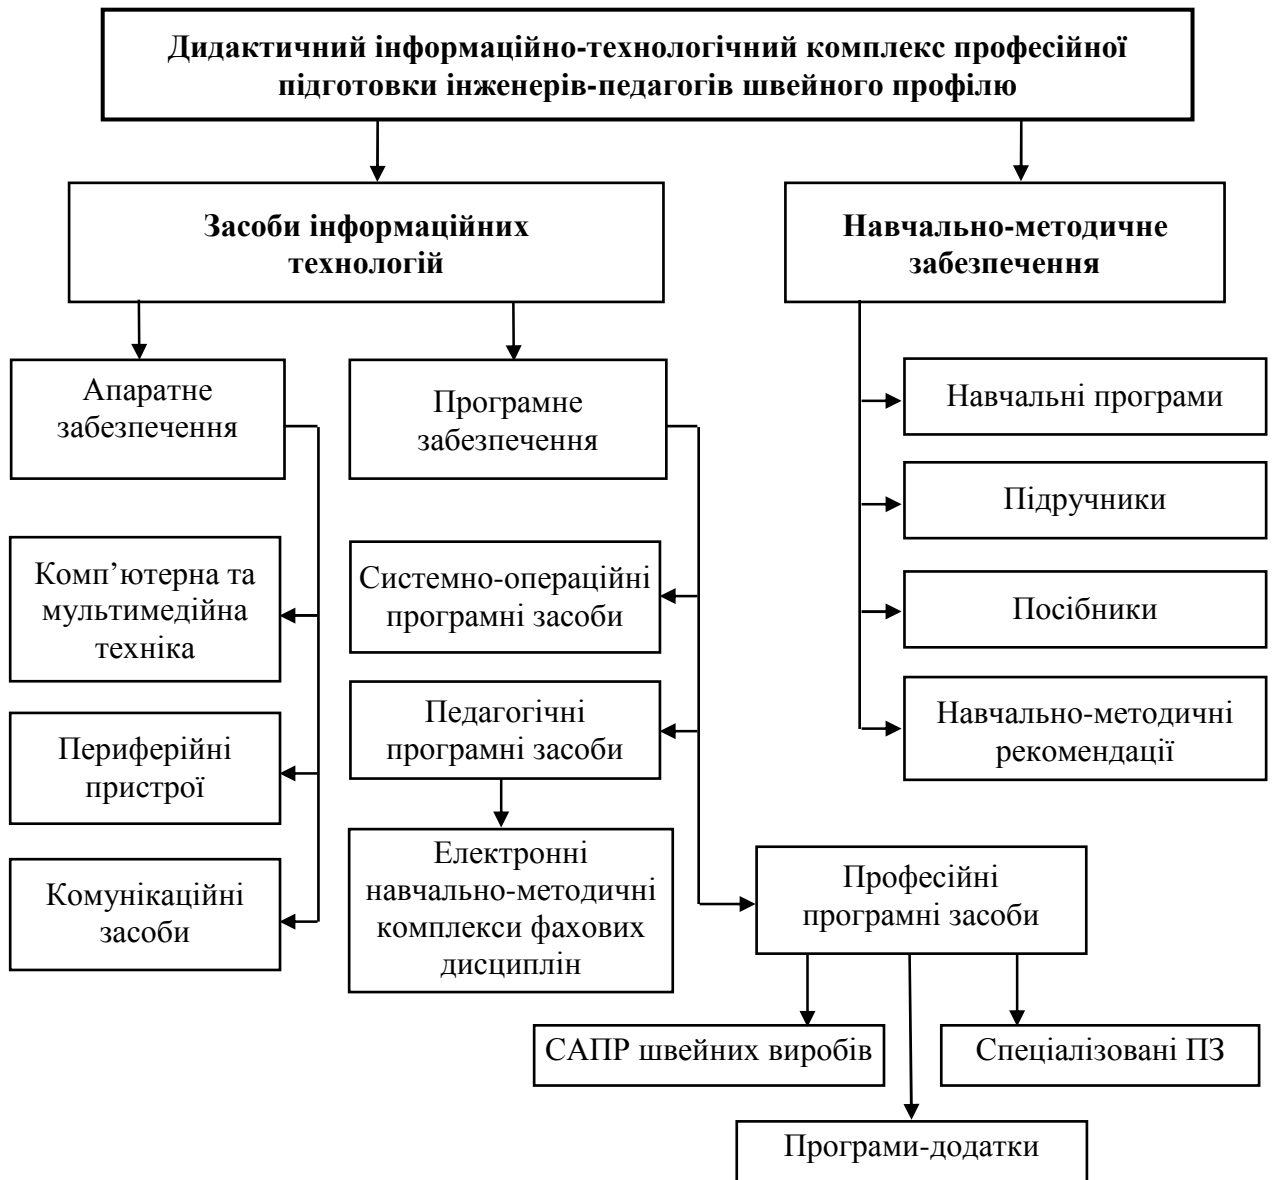 Дидактичний інформаційно-технологічний комплекс професійної
підготовки інженерів-педагогів швейного профілю
Засоби інформаційних
технологій
Навчально-методичне
забезпечення
Апаратне
забезпечення
Програмне
забезпечення
Навчальні програми
Підручники
Комп’ютерна та
мультимедійна
техніка
Системно-операційні
програмні засоби
Посібники
Периферійні
пристрої
Педагогічні
програмні засоби
Навчально-методичні
рекомендації
Комунікаційні
засоби
Електронні
навчально-методичні
комплекси фахових
дисциплін
Професійні
програмні засоби
САПР швейних виробів
Спеціалізовані ПЗ
Програми-додатки